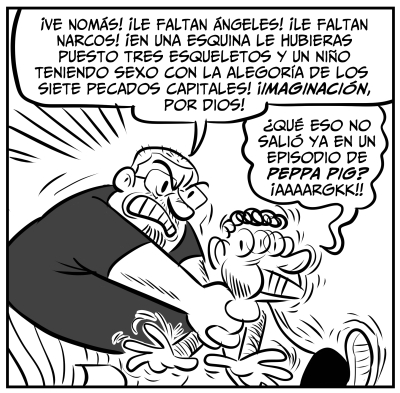 ¡VE NOMÁS! ¡LE FALTAN ÁNGELES! ¡LE FALTAN
NARCOS! ¡EN UNA ESQUINA LE HUBIERAS
PUESTO TRES ESQUELETOS Y UN NIÑO
TENIENDO SEXO CON LA ALEGORÍA DE LOS
SIETE PECADOS CAPITALES! ¡IMAGINACIÓN,
POR DIOS!
¿QUÉ ESO NO
SALIÓ YA EN UN
EPISODIO DE
PEPPA PIG?
¡AAAARGKK!!